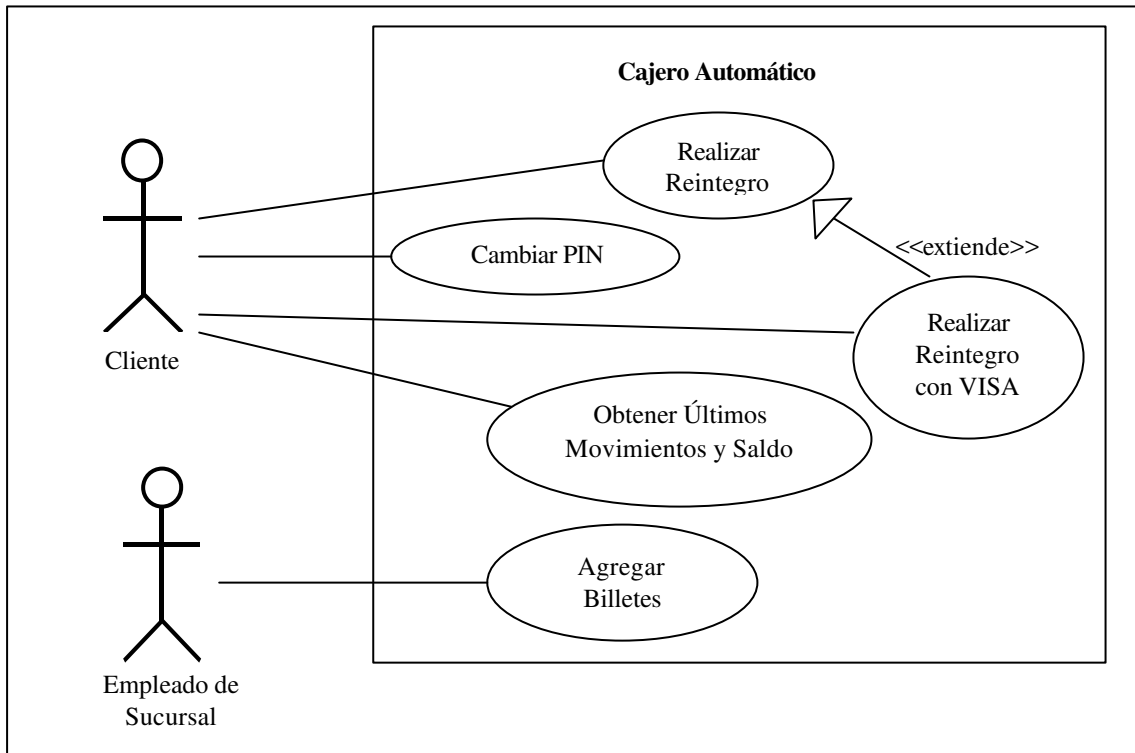 Cajero Automático
Realizar
Reintegro
Cambiar PIN
<<extiende>>
Realizar
Reintegro
con VISA
Cliente
Obtener Últimos
Movimientos y Saldo
Agregar
Billetes
Empleado de
Sucursal